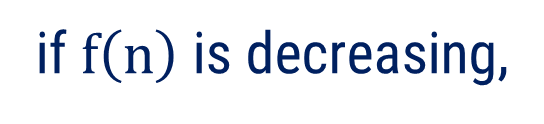 if f(n) is decreasing,